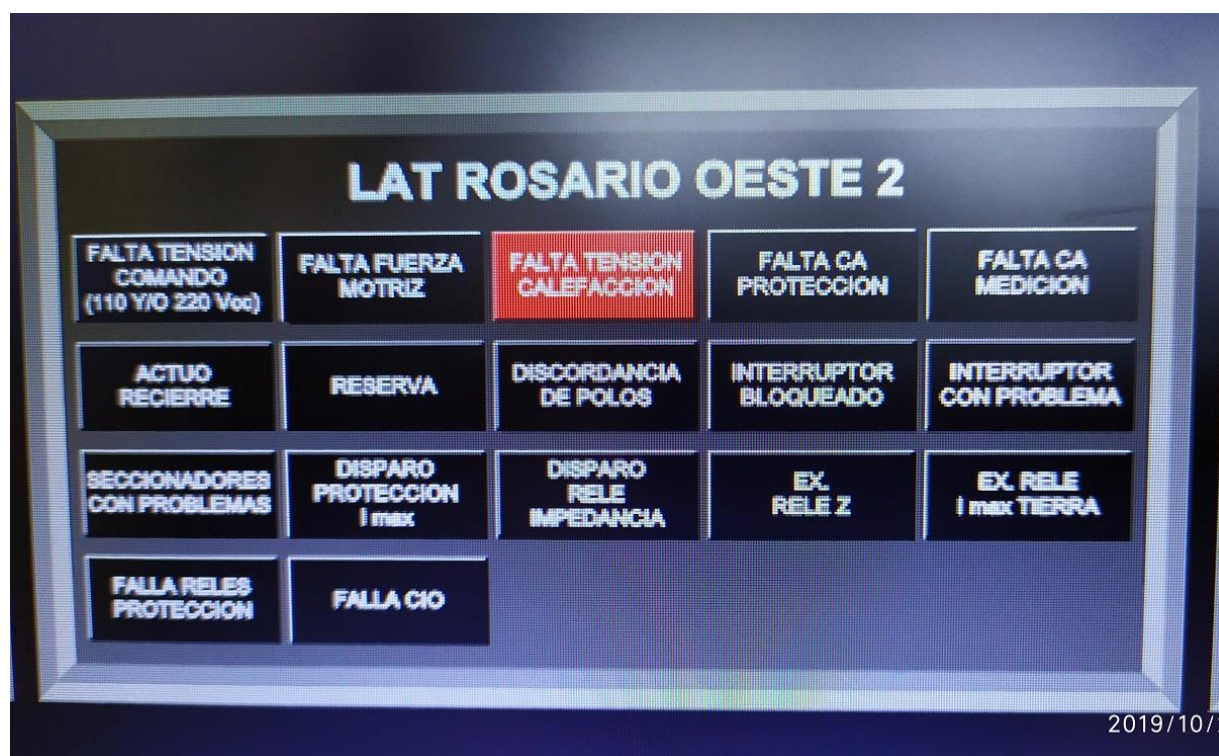 LAT ROSARIO OESTE 2
FALTA TENSION
COMANDO
(110 Y/O 220 Vcc)
FALTA FUERZA
MOTRIZ
FALTA TENSION
CALEFACCION
FALTA CA
PROTECCION
FALTA CA
MEDICION
ACTUO
RECIERRE
RESERVA
DISCORDANCIA
DE POLOS
INTERRUPTOR
BLOQUEADO
INTERRUPTOR
CON PROBLEMA
SECCIONADORES
CON PROBLEMAS
DISPARO
PROTECCION
I max
DISPARO
RELE
IMPEDANCIA
EX.
RELE Z
EX. RELE
I max TIERRA
FALLA RELES
PROTECCION
FALLA CIO
2019/10/